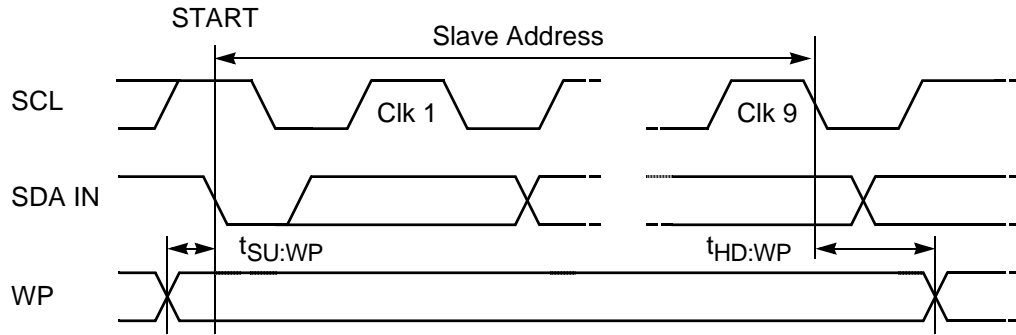 START
Slave Address
SCL
Clk 1
Clk 9
SDA IN
tSU:WP
tHD:WP
WP